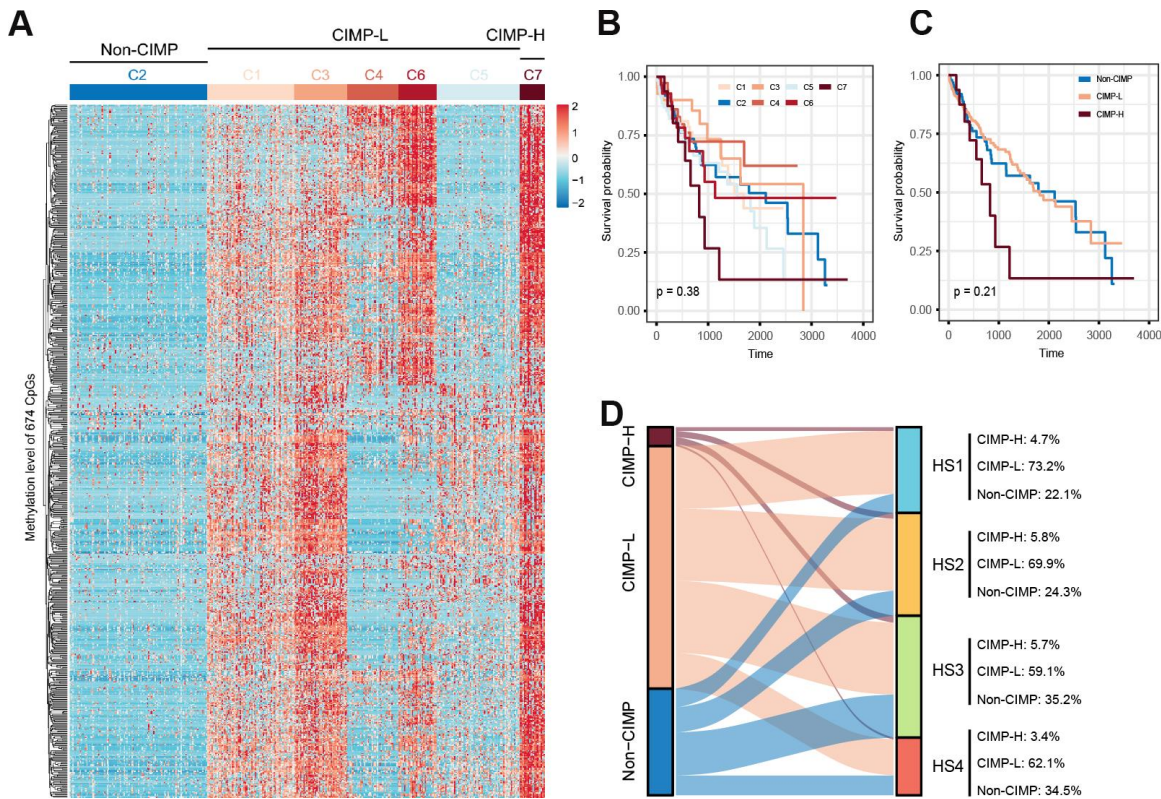 A
Non-CIMP
CIMP-L
CIMP-H
C2
C1
C3
C4
C6
C5
C7
Methylation level of 674 CpGs
2
1
0
−1
−2
B
C1
C3
C5
C7
C2
C4
C6
Survival probability
1.00
0.75
0.50
0.25
0.00
p = 0.38
0
1000
2000
3000
4000
Time
C
Non-CIMP
CIMP-L
CIMP-H
Survival probability
1.00
0.75
0.50
0.25
0.00
p = 0.21
0
1000
2000
3000
4000
Time
D
CIMP-H
CIMP-L
Non-CIMP
HS1
CIMP-H: 4.7%
CIMP-L: 73.2%
Non-CIMP: 22.1%
HS2
CIMP-H: 5.8%
CIMP-L: 69.9%
Non-CIMP: 24.3%
HS3
CIMP-H: 5.7%
CIMP-L: 59.1%
Non-CIMP: 35.2%
HS4
CIMP-H: 3.4%
CIMP-L: 62.1%
Non-CIMP: 34.5%